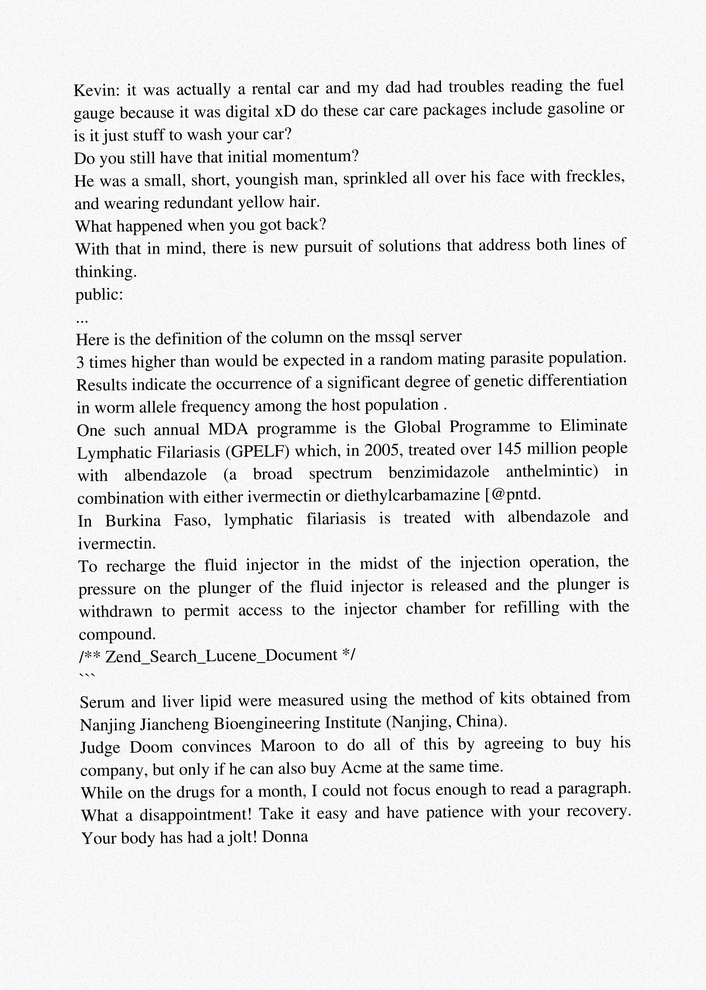 Kevin: it was actually a rental car and my dad had troubles reading the fuel
gauge because it was digital xD do these car care packages include gasoline or
is it just stuff to wash your car?
Do you still have that initial momentum?
He was a small, short, youngish man, sprinkled all over his face with freckles,
and wearing redundant yellow hair.
What happened when you got back?
With that in mind, there is new pursuit of solutions that address both lines of
thinking.
public:
...
Here is the definition of the column on the mssql server
3 times higher than would be expected in a random mating parasite population.
Results indicate the occurrence of a significant degree of genetic differentiation
in worm allele frequency among the host population .
One such annual MDA programme is the Global Programme to Eliminate
Lymphatic Filariasis (GPELF) which, in 2005, treated over 145 million people
with albendazole (a broad spectrum benzimidazole anthelmintic) in
combination with either ivermectin or diethylcarbamazine [@pntd.
In Burkina Faso, lymphatic filariasis is treated with albendazole and
ivermectin.
To recharge the fluid injector in the midst of the injection operation, the
pressure on the plunger of the fluid injector is released and the plunger is
withdrawn to permit access to the injector chamber for refilling with the
compound.
/** Zend_Search_Lucene_Document */
```
Serum and liver lipid were measured using the method of kits obtained from
Nanjing Jiancheng Bioengineering Institute (Nanjing, China).
Judge Doom convinces Maroon to do all of this by agreeing to buy his
company, but only if he can also buy Acme at the same time.
While on the drugs for a month, I could not focus enough to read a paragraph.
What a disappointment! Take it easy and have patience with your recovery.
Your body has had a jolt! Donna